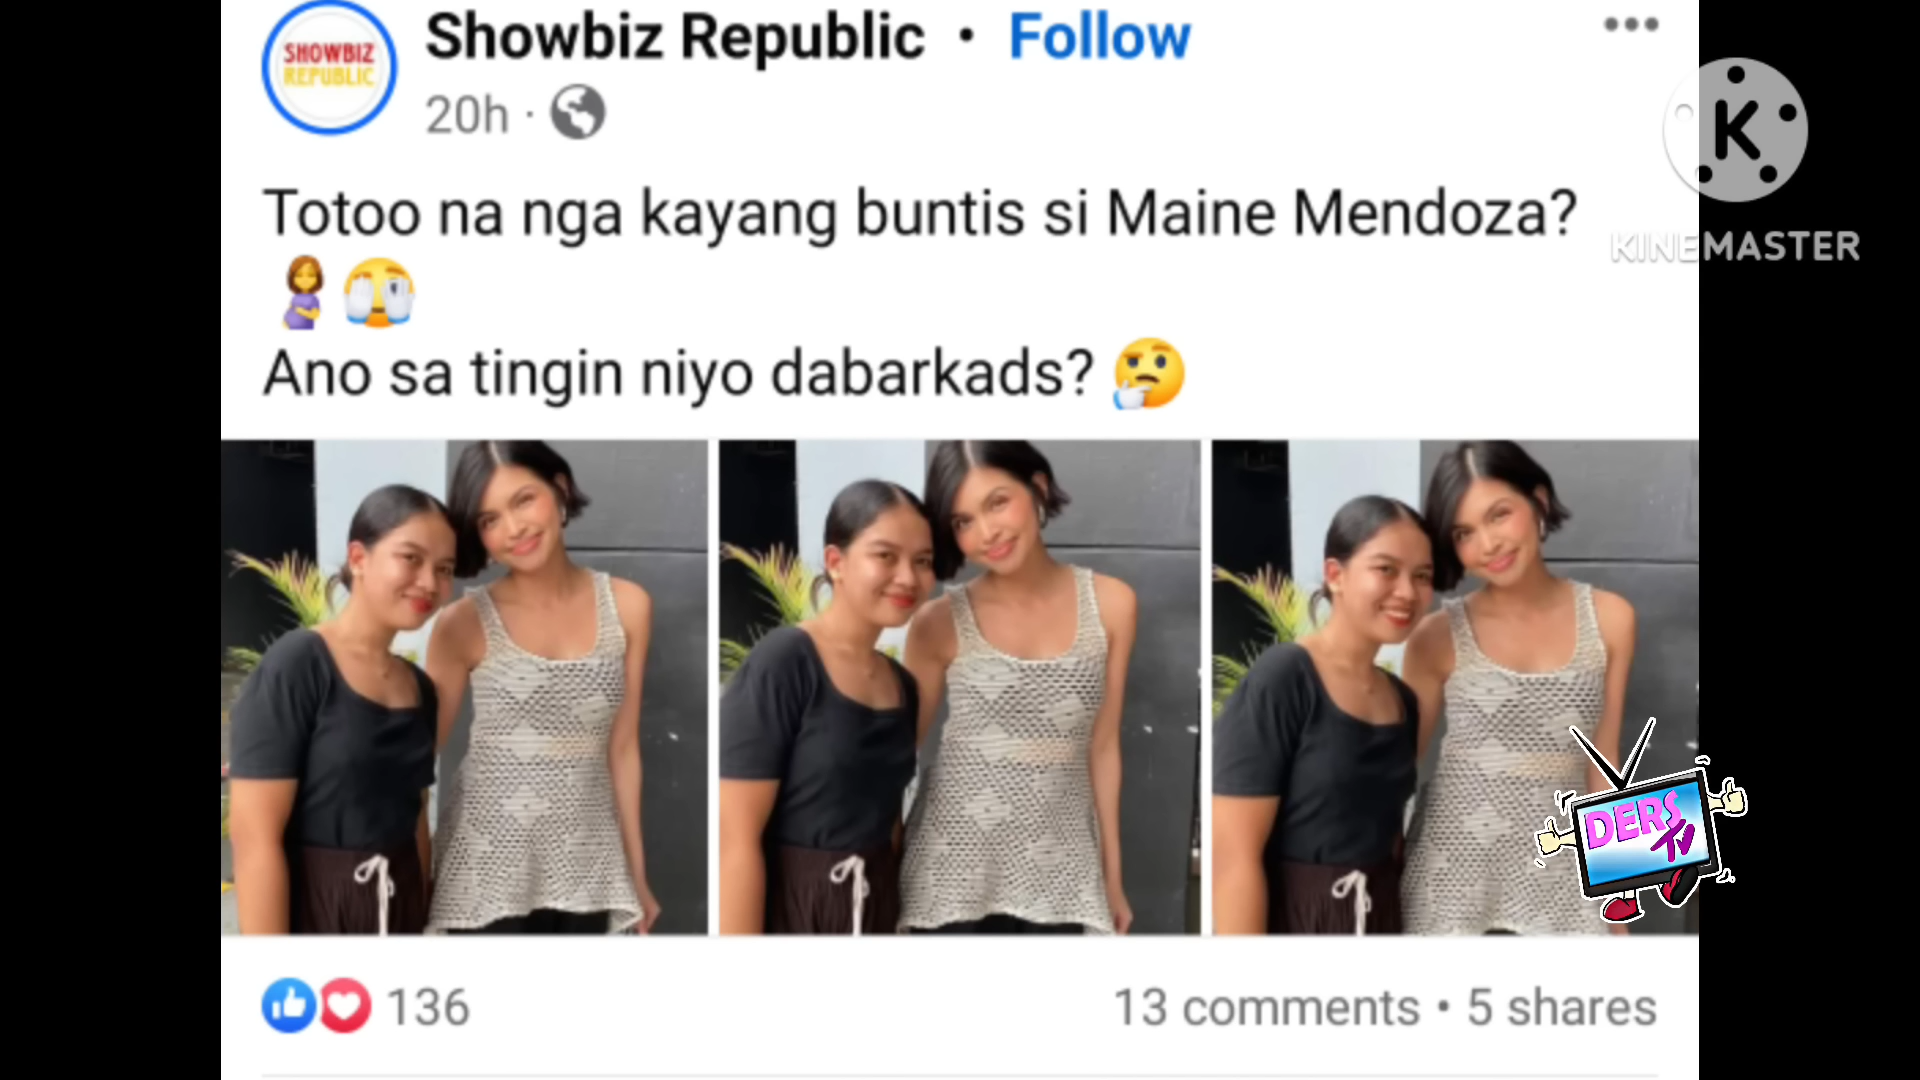 SHOWBIZ
REPUBLIC
Showbiz Republic • Follow
20h ·
Totoo na nga kayang buntis si Maine Mendoza?
Ano sa tingin niyo dabarkads?
K
KINEMASTER
DERS
TV
136
13 comments • 5 shares